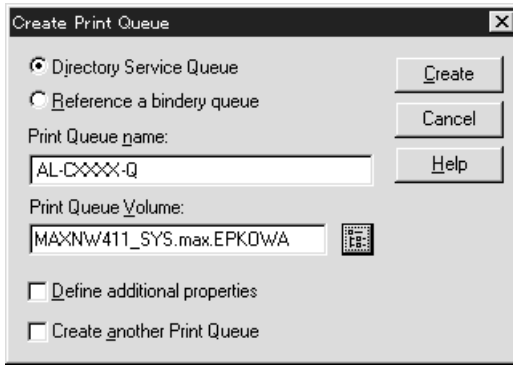 Create Print Queue
Directory Service Queue
Reference a bindery queue
Print Queue name:
AL-CXXXX-Q
Print Queue Volume:
MAXNW411_SYS.max.EPKOWA
Define additional properties
Create another Print Queue
Create
Cancel
Help